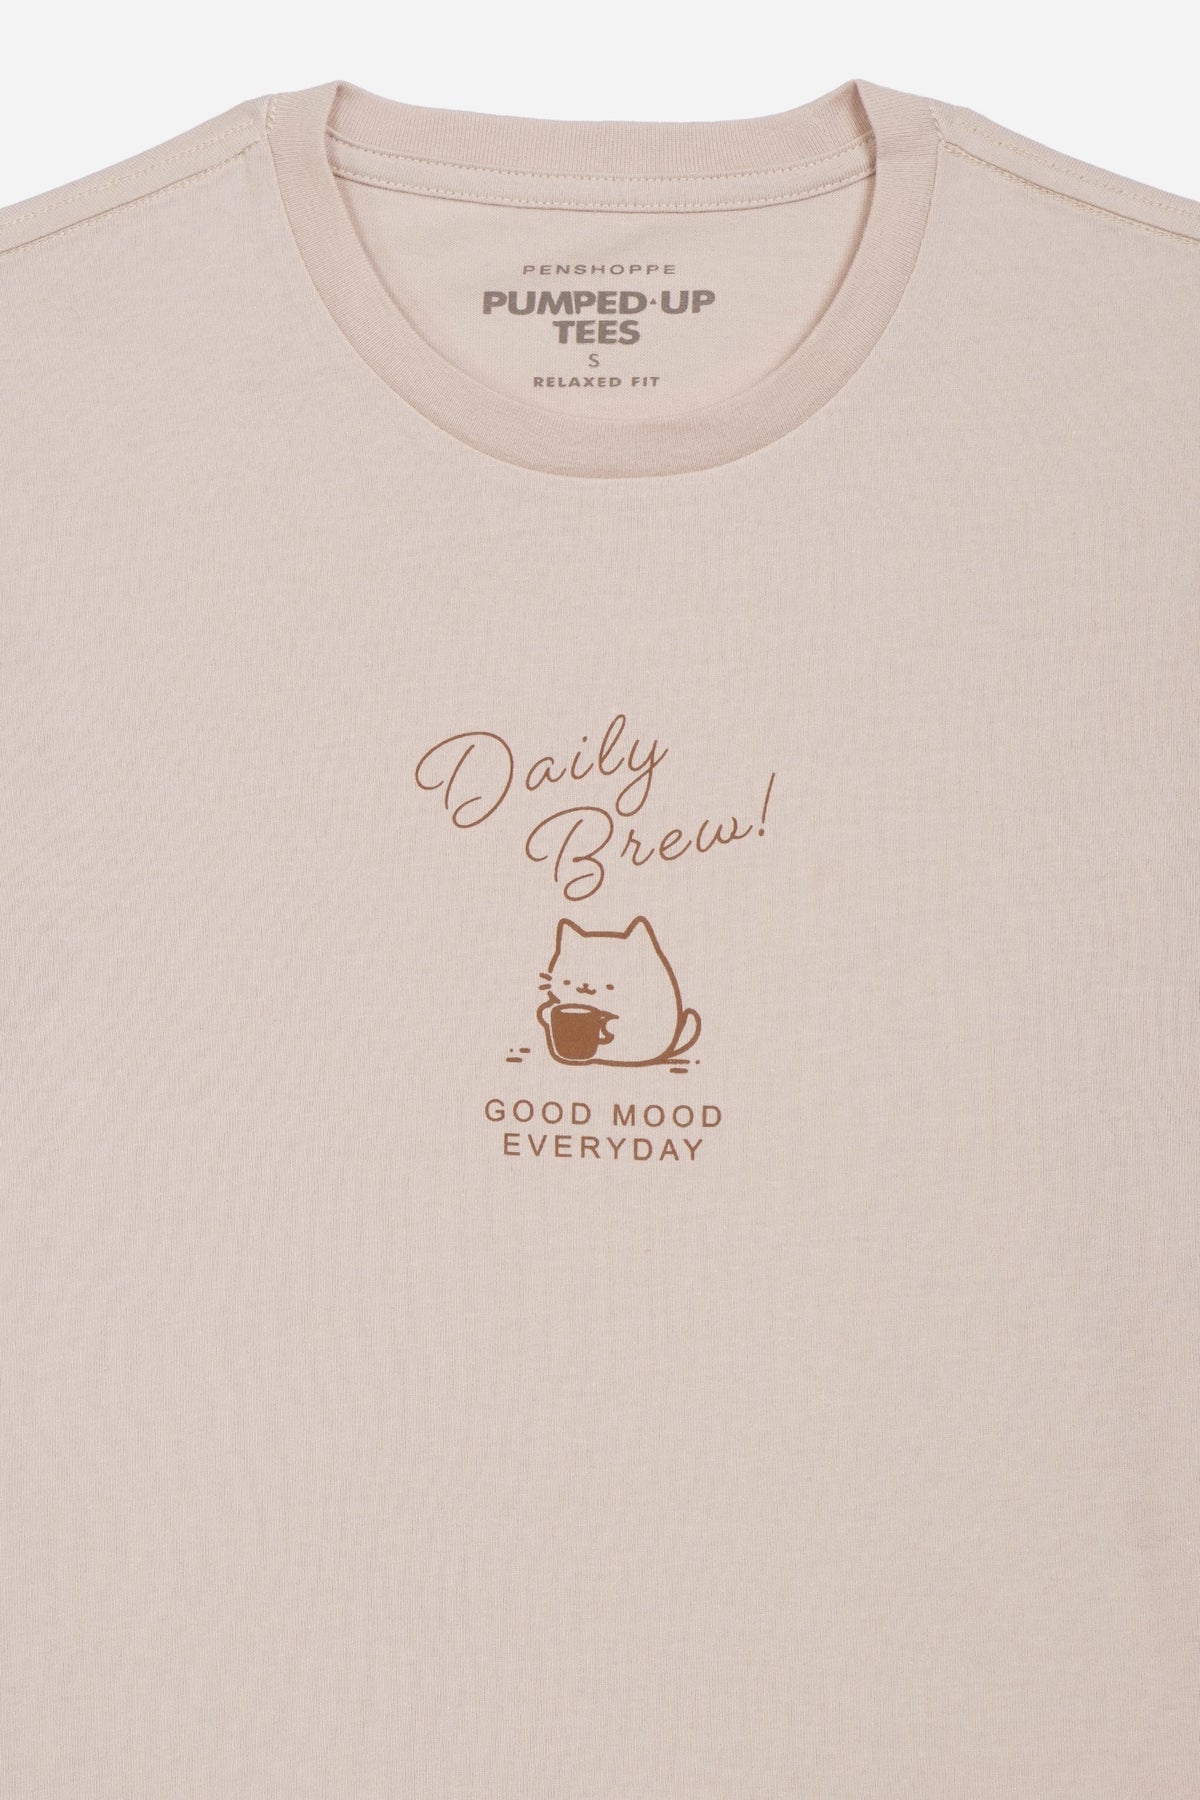 PENSHOPPE
PUMPED▲UP
TEES
S
RELAXED FIT
Daily
Brew!
GOOD MOOD
EVERYDAY